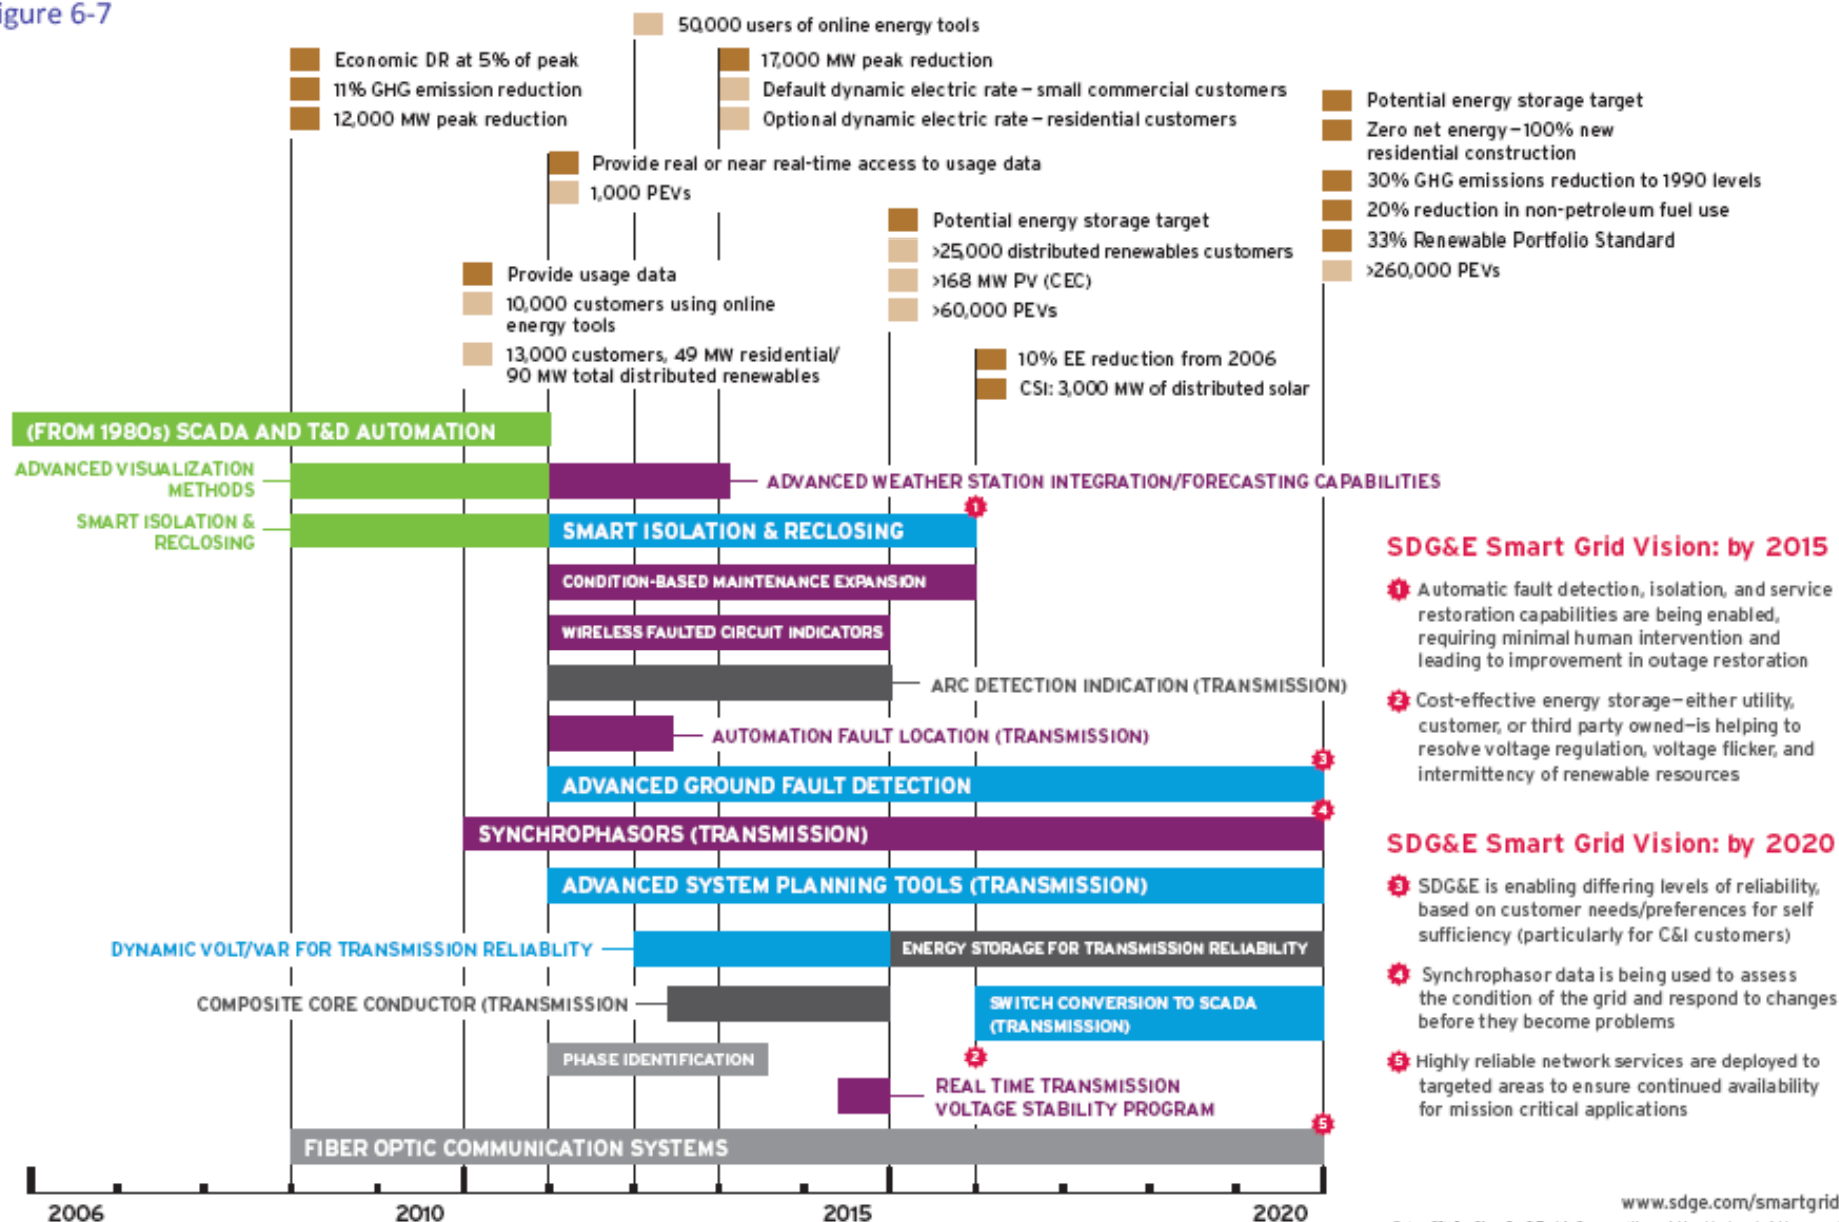 igure 6-7
50,000 users of online energy tools
Economic DR at 5% of peak
11% GHG emission reduction
12,000 MW peak reduction
17,000 MW peak reduction
Default dynamic electric rate – small commercial customers
Optional dynamic electric rate – residential customers
Potential energy storage target
Zero net energy – 100% new
residential construction
30% GHG emissions reduction to 1990 levels
20% reduction in non-petroleum fuel use
33% Renewable Portfolio Standard
>260,000 PEVs
Provide real or near real-time access to usage data
1,000 PEVs
Potential energy storage target
>25,000 distributed renewables customers
>168 MW PV (CEC)
>60,000 PEVs
Provide usage data
10,000 customers using online
energy tools
13,000 customers, 49 MW residential/
90 MW total distributed renewables
10% EE reduction from 2006
CSI: 3,000 MW of distributed solar
(FROM 1980s) SCADA AND T&D AUTOMATION
ADVANCED VISUALIZATION
METHODS
ADVANCED WEATHER STATION INTEGRATION/FORECASTING CAPABILITIES
SMART ISOLATION &
RECLOSING
1
SMART ISOLATION & RECLOSING
CONDITION-BASED MAINTENANCE EXPANSION
WIRELESS FAULTED CIRCUIT INDICATORS
ARC DETECTION INDICATION (TRANSMISSION)
AUTOMATION FAULT LOCATION (TRANSMISSION)
3
ADVANCED GROUND FAULT DETECTION
4
SYNCHROPHASORS (TRANSMISSION)
ADVANCED SYSTEM PLANNING TOOLS (TRANSMISSION)
DYNAMIC VOLT/VAR FOR TRANSMISSION RELIABLITY
ENERGY STORAGE FOR TRANSMISSION RELIABILITY
COMPOSITE CORE CONDUCTOR (TRANSMISSION
SWITCH CONVERSION TO SCADA
(TRANSMISSION)
PHASE IDENTIFICATION
2
REAL TIME TRANSMISSION
VOLTAGE STABILITY PROGRAM
5
FIBER OPTIC COMMUNICATION SYSTEMS
2006
2010
2015
2020
SDG&E Smart Grid Vision: by 2015
1 Automatic fault detection, isolation, and service
restoration capabilities are being enabled,
requiring minimal human intervention and
leading to improvement in outage restoration
2 Cost-effective energy storage—either utility,
customer, or third party owned—is helping to
resolve voltage regulation, voltage flicker, and
intermittency of renewable resources
SDG&E Smart Grid Vision: by 2020
3 SDG&E is enabling differing levels of reliability,
based on customer needs/preferences for self
sufficiency (particularly for C&I customers)
4 Synchrophasor data is being used to assess
the condition of the grid and respond to changes
before they become problems
5 Highly reliable network services are deployed to
targeted areas to ensure continued availability
for mission critical applications
www.sdge.com/smartgrid